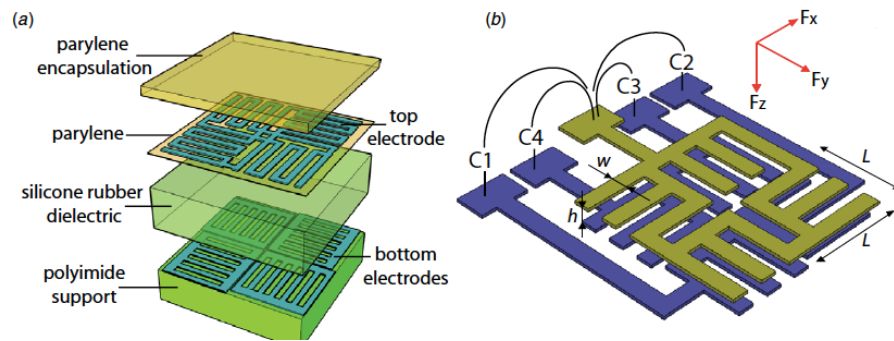 (a)
parylene
encapsulation
parylene
top
electrode
silicone rubber
dielectric
bottom
electrodes
polyimide
support
(b)
Fx
Fy
Fz
C2
C3
C4
C1
w
h
L
L